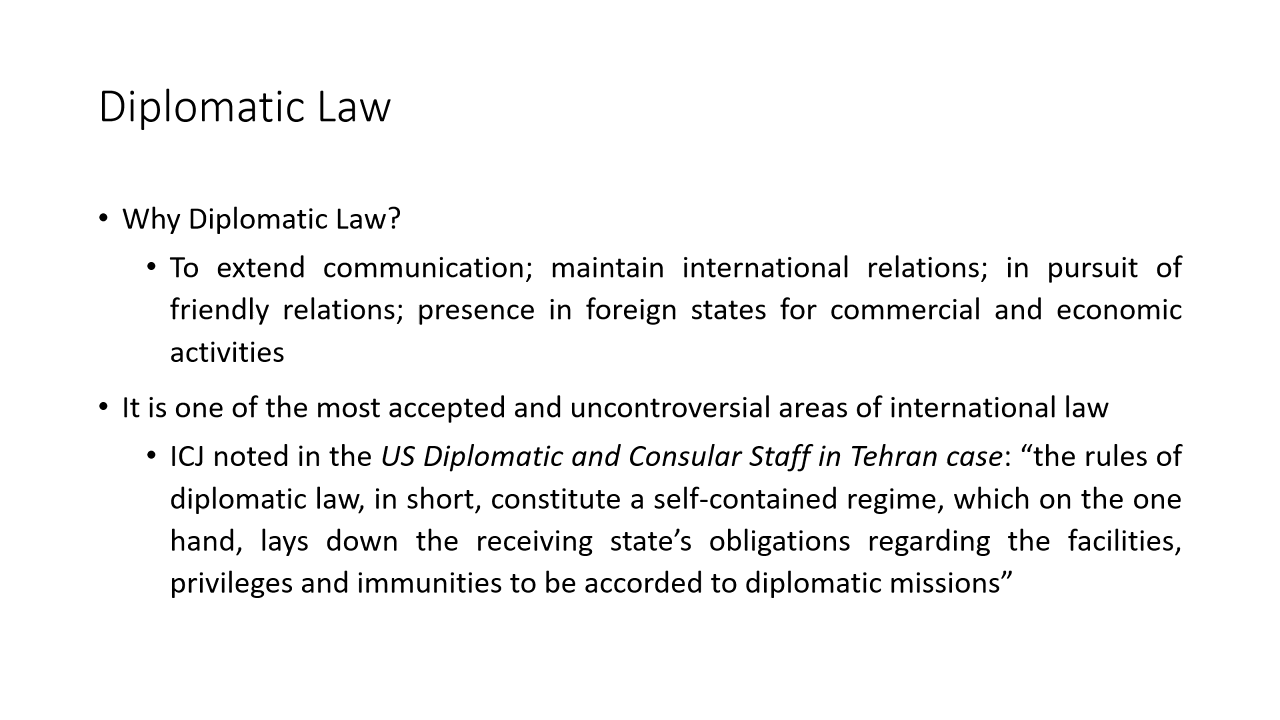 Diplomatic Law
• Why Diplomatic Law?
• To extend communication; maintain international relations; in pursuit of
friendly relations; presence in foreign states for commercial and economic
activities
• It is one of the most accepted and uncontroversial areas of international law
• ICJ noted in the US Diplomatic and Consular Staff in Tehran case: “the rules of
diplomatic law, in short, constitute a self-contained regime, which on the one
hand, lays down the receiving state’s obligations regarding the facilities,
privileges and immunities to be accorded to diplomatic missions”